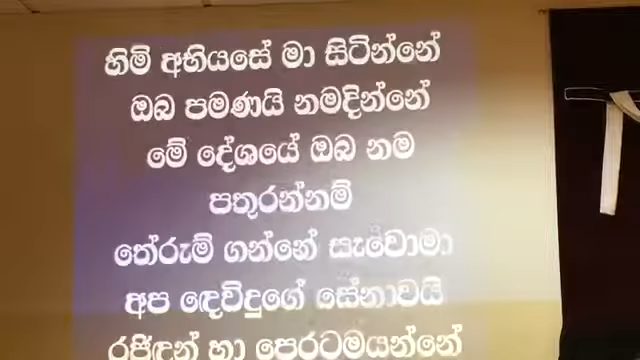 හිමි අභියසේ මා සිටින්නේ
ඔබ පමණයි නමදින්නේ
මේ දේශයේ ඔබ නම
පතුරන්නම්
තේරුම් ගන්නේ සැවොමා
අප දෙවිඳුගේ සේනාවයි
රජිඳුන් හා පෙරටමයන්නේ